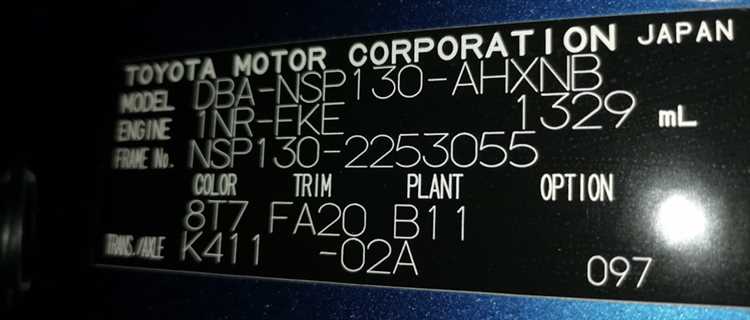 TOYOTA MOTOR CORPORATION JAPAN
MODEL DBA-NSP130-AHXNB
ENGINE 1NR-FKE 1329 mL
FRAME No. NSP130-2253055
COLOR TRIM PLANT OPTION
8T7 FA20 B11
TRANS./AXLE K411 -02A
097